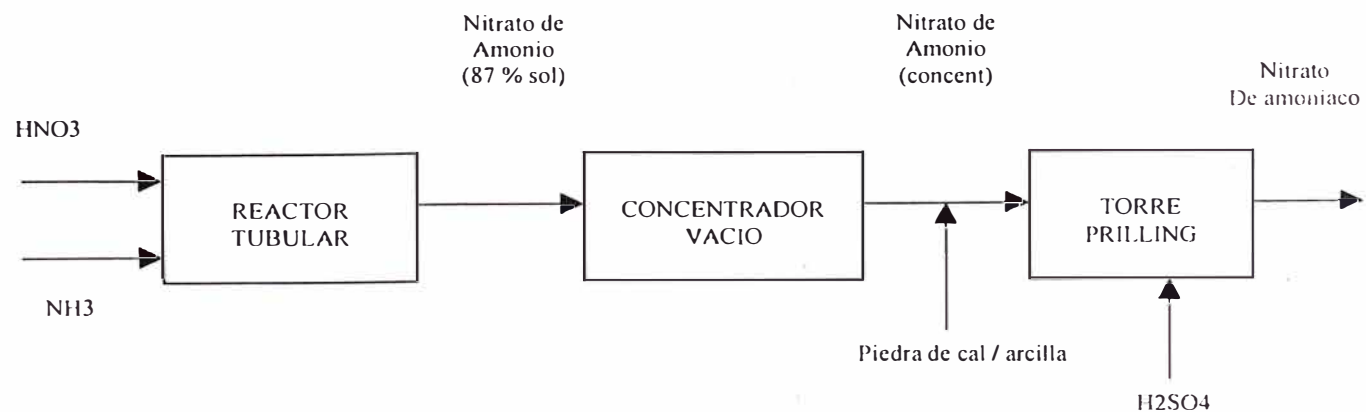 Nitrato de
Amonio
(87 % sol)
Nitrato de
Amonio
(concent)
Nitrato
De amoniaco
HNO3
NH3
REACTOR
TUBULAR
CONCENTRADOR
VACIO
TORRE
PRILLING
Piedra de cal / arcilla
H2SO4